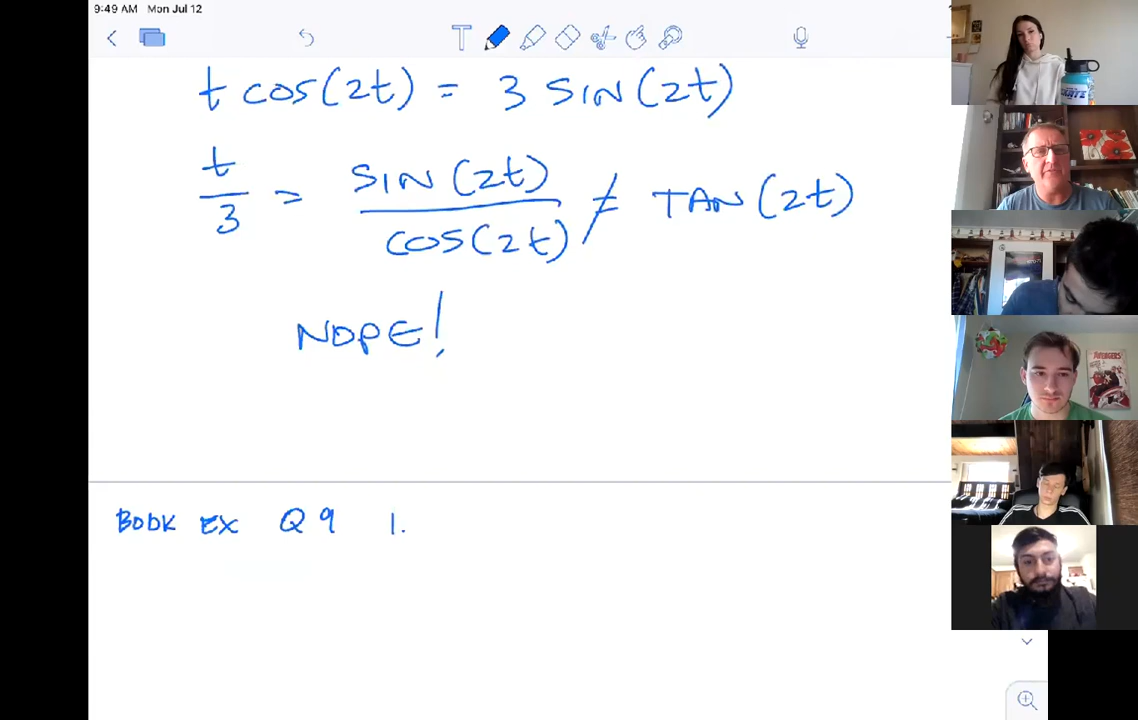 9:49 AM Mon Jul 12
t cos(2t) = 3 SIN(2t)
t/3 = SIN(2t)/cos(2t) ≠ TAN(2t)
NOPE!
BOOK EX Q9 1.